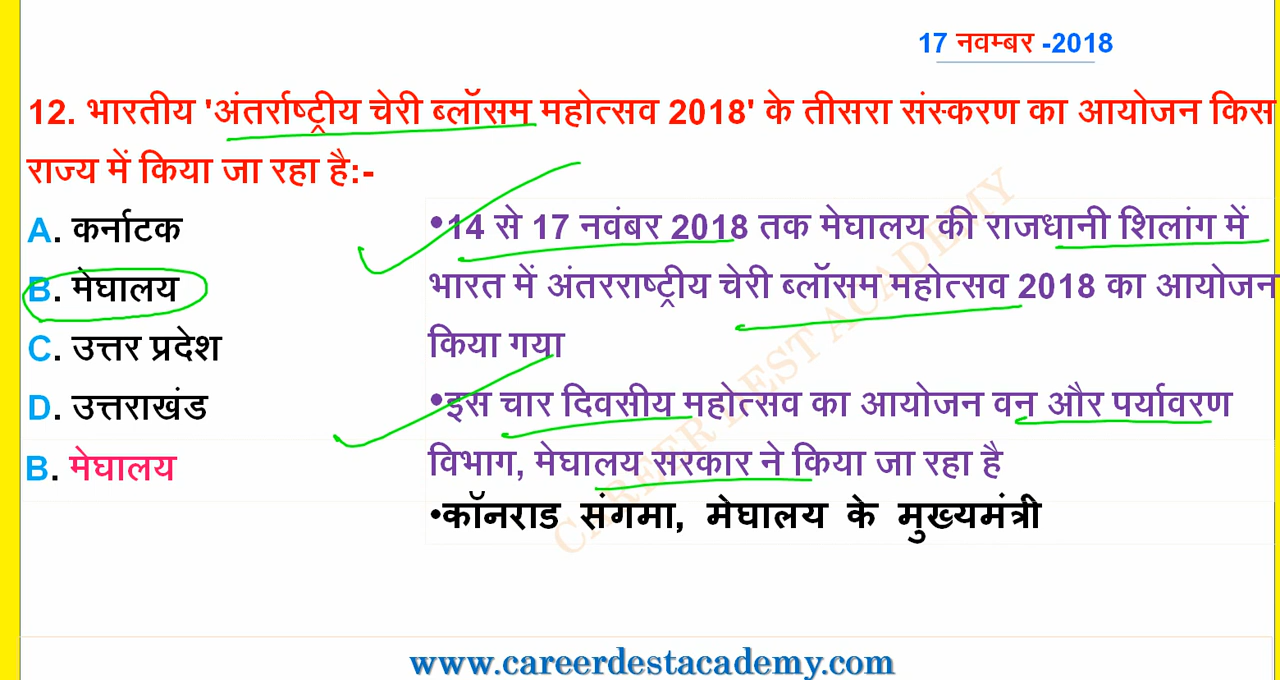 17 नवम्बर -2018
12. भारतीय 'अंतर्राष्ट्रीय चेरी ब्लॉसम महोत्सव 2018' के तीसरा संस्करण का आयोजन किस
राज्य में किया जा रहा है:-
A. कर्नाटक
B. मेघालय
C. उत्तर प्रदेश
D. उत्तराखंड
B. मेघालय
•14 से 17 नवंबर 2018 तक मेघालय की राजधानी शिलांग में
भारत में अंतरराष्ट्रीय चेरी ब्लॉसम महोत्सव 2018 का आयोजन
किया गया
•इस चार दिवसीय महोत्सव का आयोजन वन और पर्यावरण
विभाग, मेघालय सरकार ने किया जा रहा है
•कॉनराड संगमा, मेघालय के मुख्यमंत्री
CAREER DEST ACADEMY
www.careerdestacademy.com